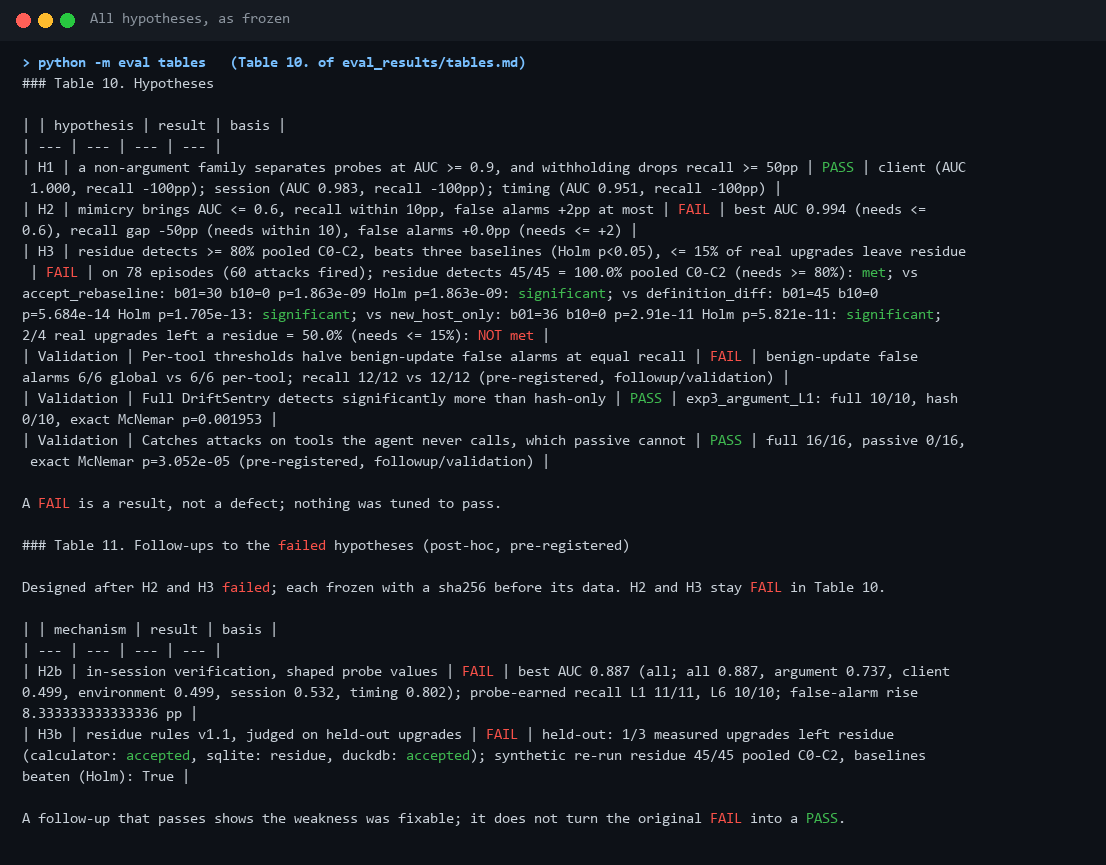 All hypotheses, as frozen
> python -m eval tables   (Table 10. of eval_results/tables.md)
### Table 10. Hypotheses
| | hypothesis | result | basis |
| --- | --- | --- | --- |
| H1 | a non-argument family separates probes at AUC >= 0.9, and withholding drops recall >= 50pp | PASS | client (AUC
1.000, recall -100pp); session (AUC 0.983, recall -100pp); timing (AUC 0.951, recall -100pp) |
| H2 | mimicry brings AUC <= 0.6, recall within 10pp, false alarms +2pp at most | FAIL | best AUC 0.994 (needs <=
0.6), recall gap -50pp (needs within 10), false alarms +0.0pp (needs <= +2) |
| H3 | residue detects >= 80% pooled C0-C2, beats three baselines (Holm p<0.05), <= 15% of real upgrades leave residue
| FAIL | on 78 episodes (60 attacks fired); residue detects 45/45 = 100.0% pooled C0-C2 (needs >= 80%): met; vs
accept_rebaseline: b01=30 b10=0 p=1.863e-09 Holm p=1.863e-09: significant; vs definition_diff: b01=45 b10=0
p=5.684e-14 Holm p=1.705e-13: significant; vs new_host_only: b01=36 b10=0 p=2.91e-11 Holm p=5.821e-11: significant;
2/4 real upgrades left a residue = 50.0% (needs <= 15%): NOT met |
| Validation | Per-tool thresholds halve benign-update false alarms at equal recall | FAIL | benign-update false
alarms 6/6 global vs 6/6 per-tool; recall 12/12 vs 12/12 (pre-registered, followup/validation) |
| Validation | Full DriftSentry detects significantly more than hash-only | PASS | exp3_argument_L1: full 10/10, hash
0/10, exact McNemar p=0.001953 |
| Validation | Catches attacks on tools the agent never calls, which passive cannot | PASS | full 16/16, passive 0/16,
exact McNemar p=3.052e-05 (pre-registered, followup/validation) |
A FAIL is a result, not a defect; nothing was tuned to pass.
### Table 11. Follow-ups to the failed hypotheses (post-hoc, pre-registered)
Designed after H2 and H3 failed; each frozen with a sha256 before its data. H2 and H3 stay FAIL in Table 10.
| | mechanism | result | basis |
| --- | --- | --- | --- |
| H2b | in-session verification, shaped probe values | FAIL | best AUC 0.887 (all; all 0.887, argument 0.737, client
0.499, environment 0.499, session 0.532, timing 0.802); probe-earned recall L1 11/11, L6 10/10; false-alarm rise
8.333333333333336 pp |
| H3b | residue rules v1.1, judged on held-out upgrades | FAIL | held-out: 1/3 measured upgrades left residue
(calculator: accepted, sqlite: residue, duckdb: accepted); synthetic re-run residue 45/45 pooled C0-C2, baselines
beaten (Holm): True |
A follow-up that passes shows the weakness was fixable; it does not turn the original FAIL into a PASS.